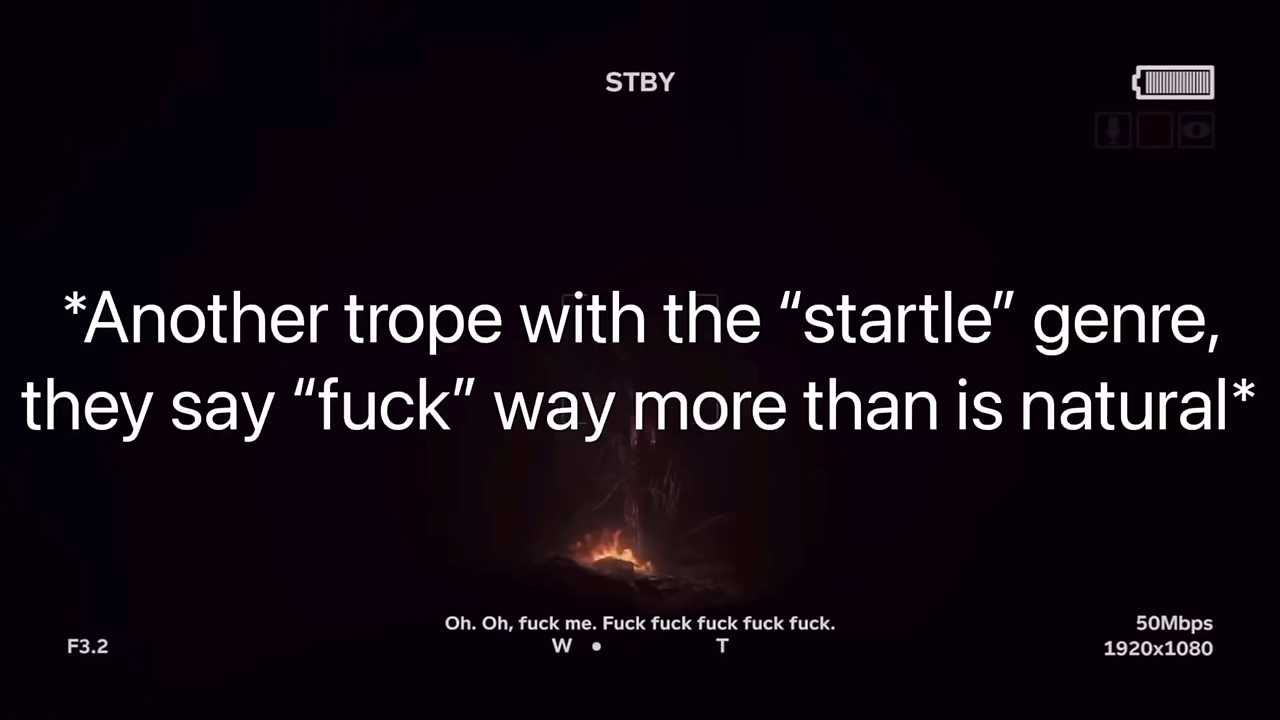 STBY
*Another trope with the “startle” genre,
they say “fuck” way more than is natural*
Oh. Oh, fuck me. Fuck fuck fuck fuck fuck.
F3.2
W
T
50Mbps
1920x1080